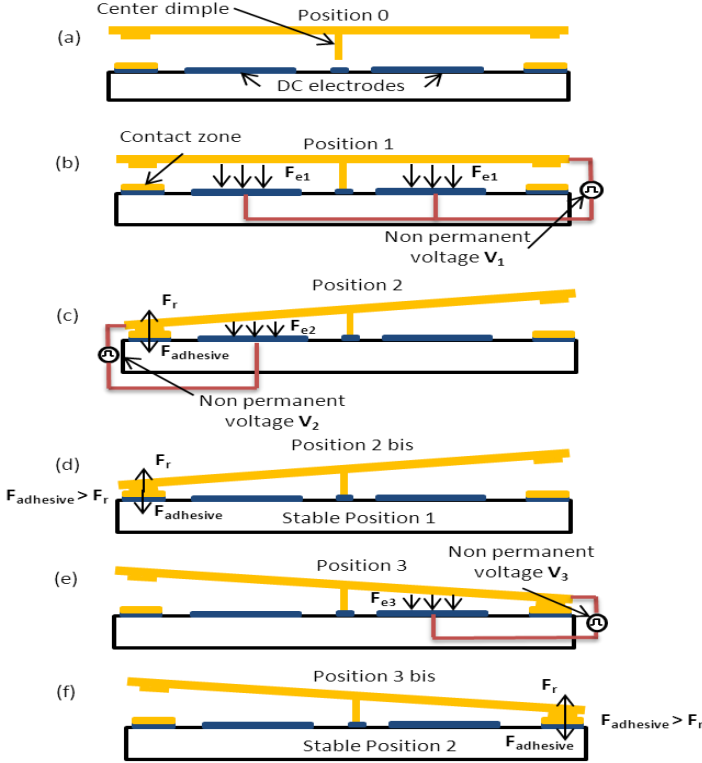 Center dimple
Position 0
(a)
DC electrodes
Contact zone
Position 1
(b)
Fe1
Fe1
Non permanent
voltage V1
Position 2
Fr
(c)
Fe2
Fadhesive
Non permanent
voltage V2
Position 2 bis
(d)
Fr
Fadhesive > Fr
Fadhesive
Stable Position 1
Non permanent
voltage V3
(e)
Position 3
Fe3
Position 3 bis
(f)
Fr
Fadhesive > Fr
Fadhesive
Stable Position 2